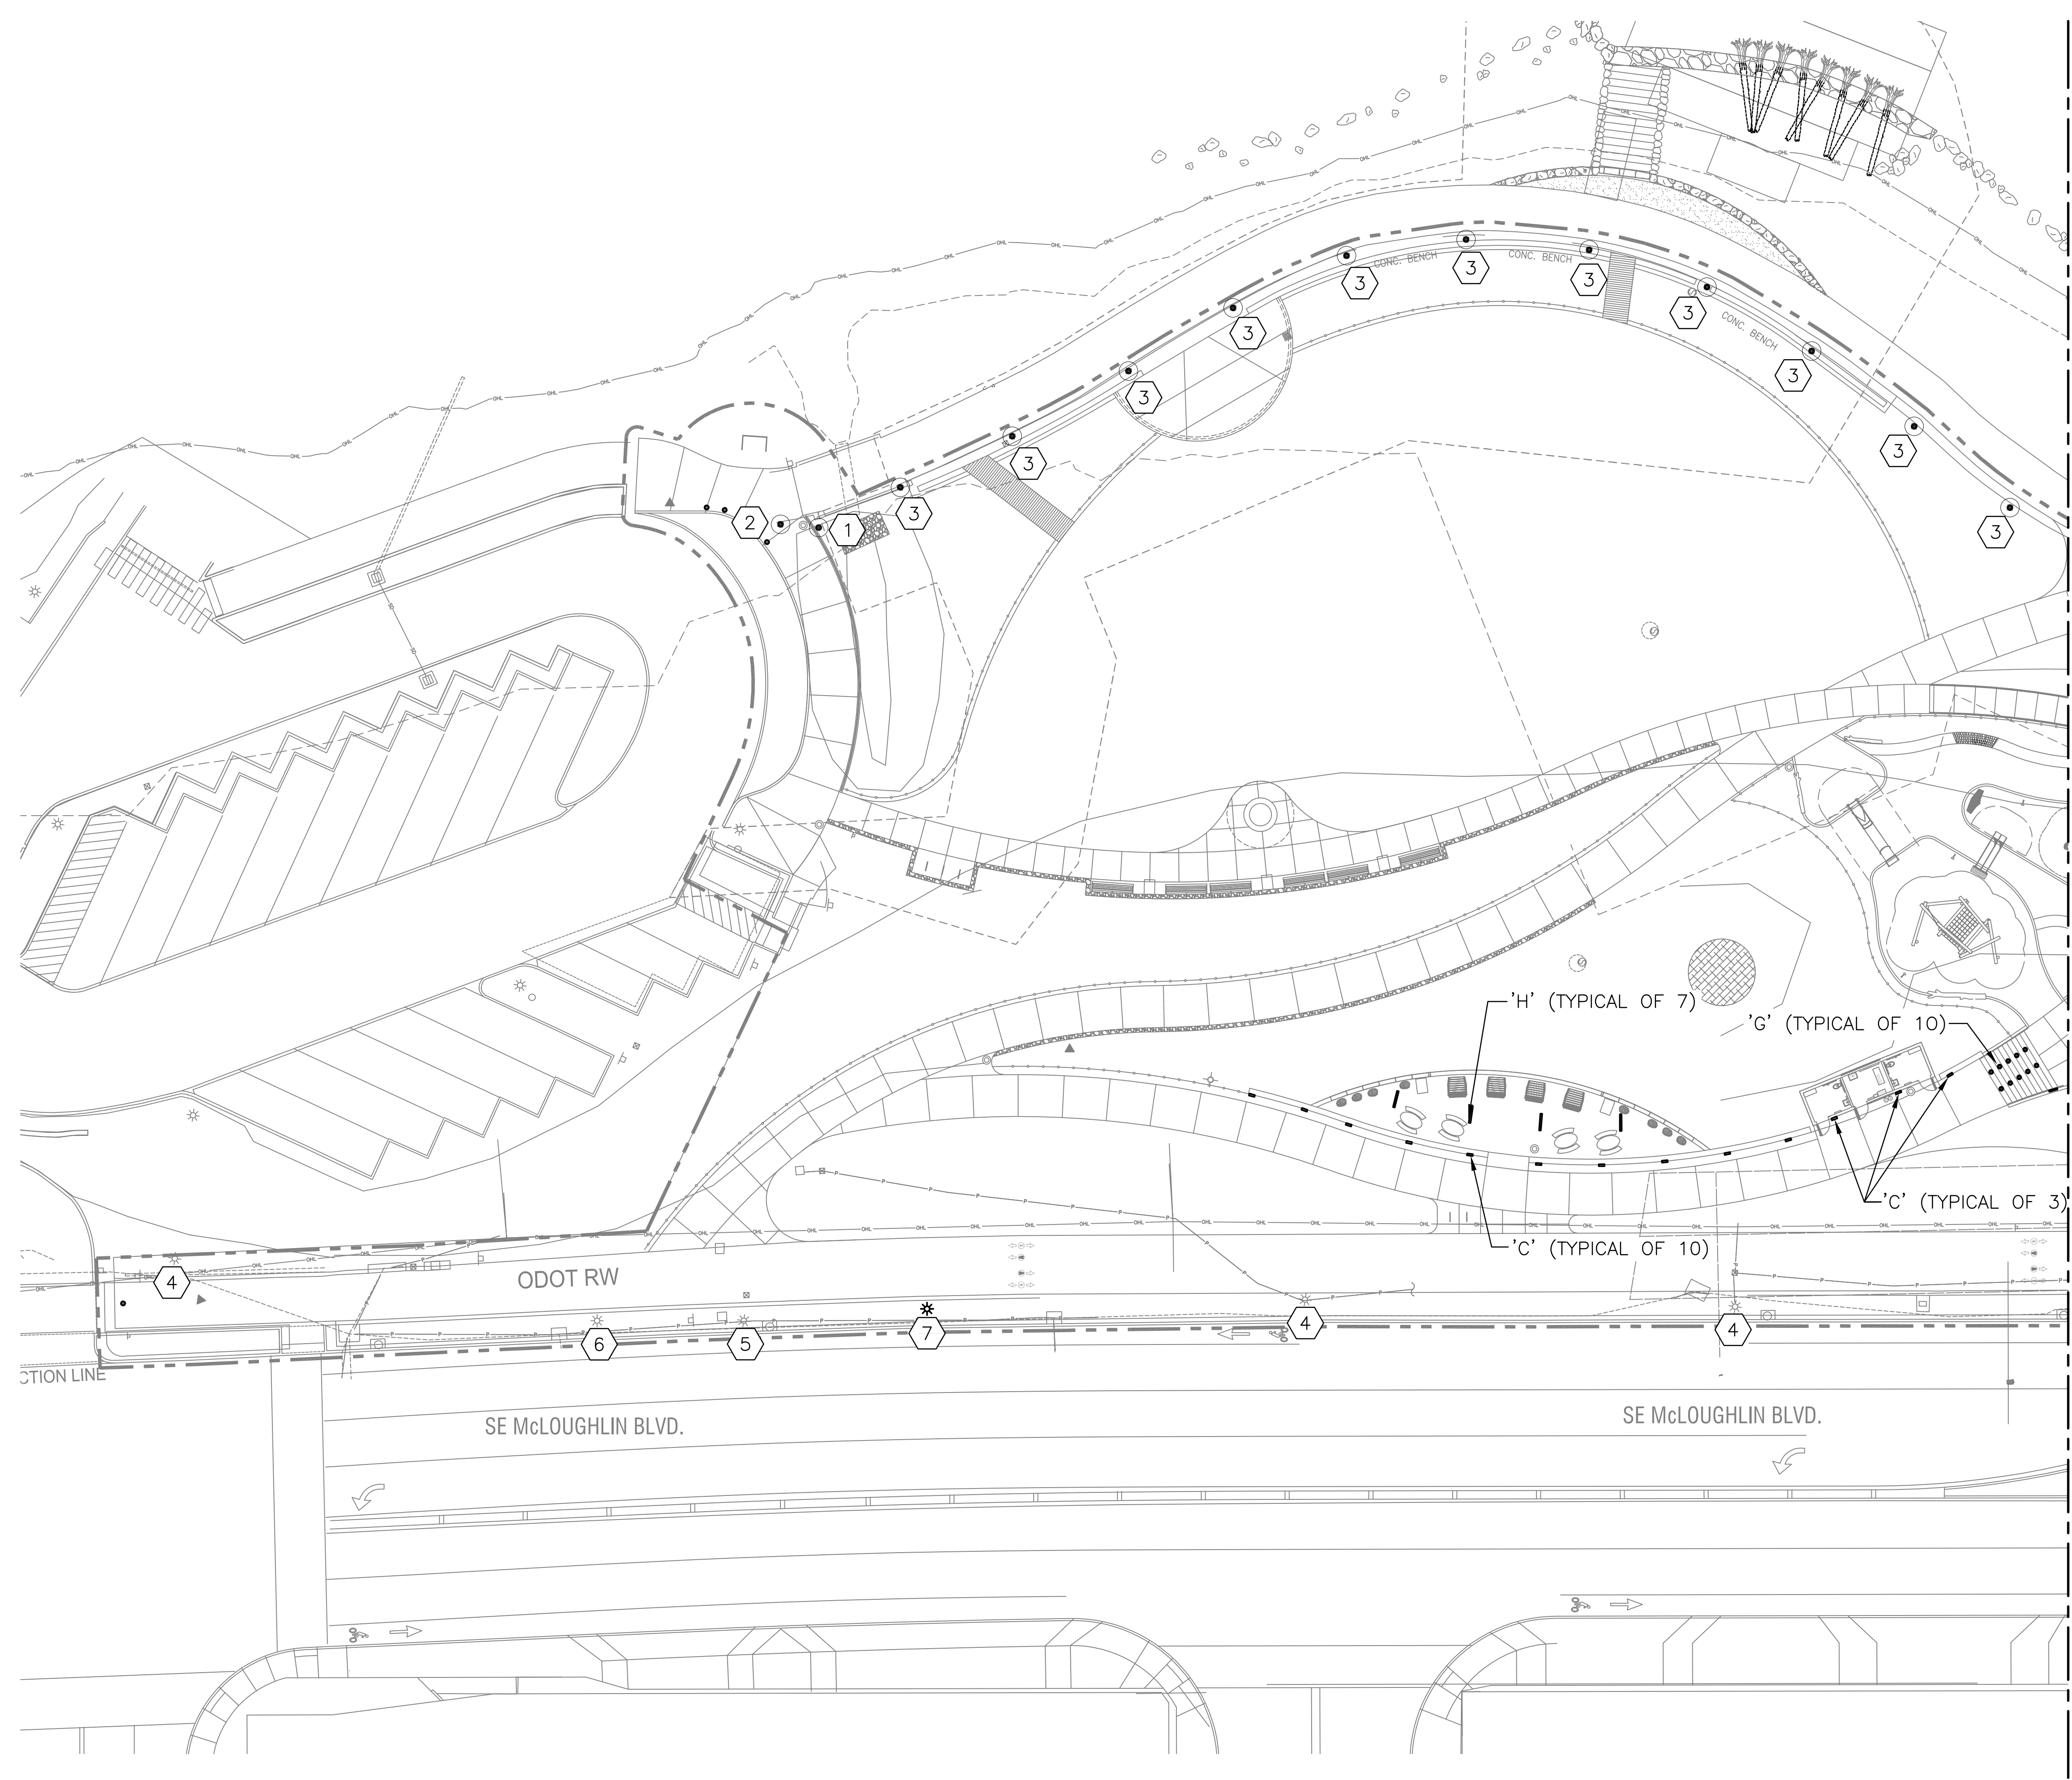 CONC. BENCH
CONC. BENCH
3
3
3
3
3
3
CONC. BENCH
3
3
3
3
3
3
2
1
'H' (TYPICAL OF 7)
'G' (TYPICAL OF 10)
'C' (TYPICAL OF 3)
'C' (TYPICAL OF 10)
ODOT RW
4
6
5
7
4
4
CTION LINE
SE McLOUGHLIN BLVD.
SE McLOUGHLIN BLVD.